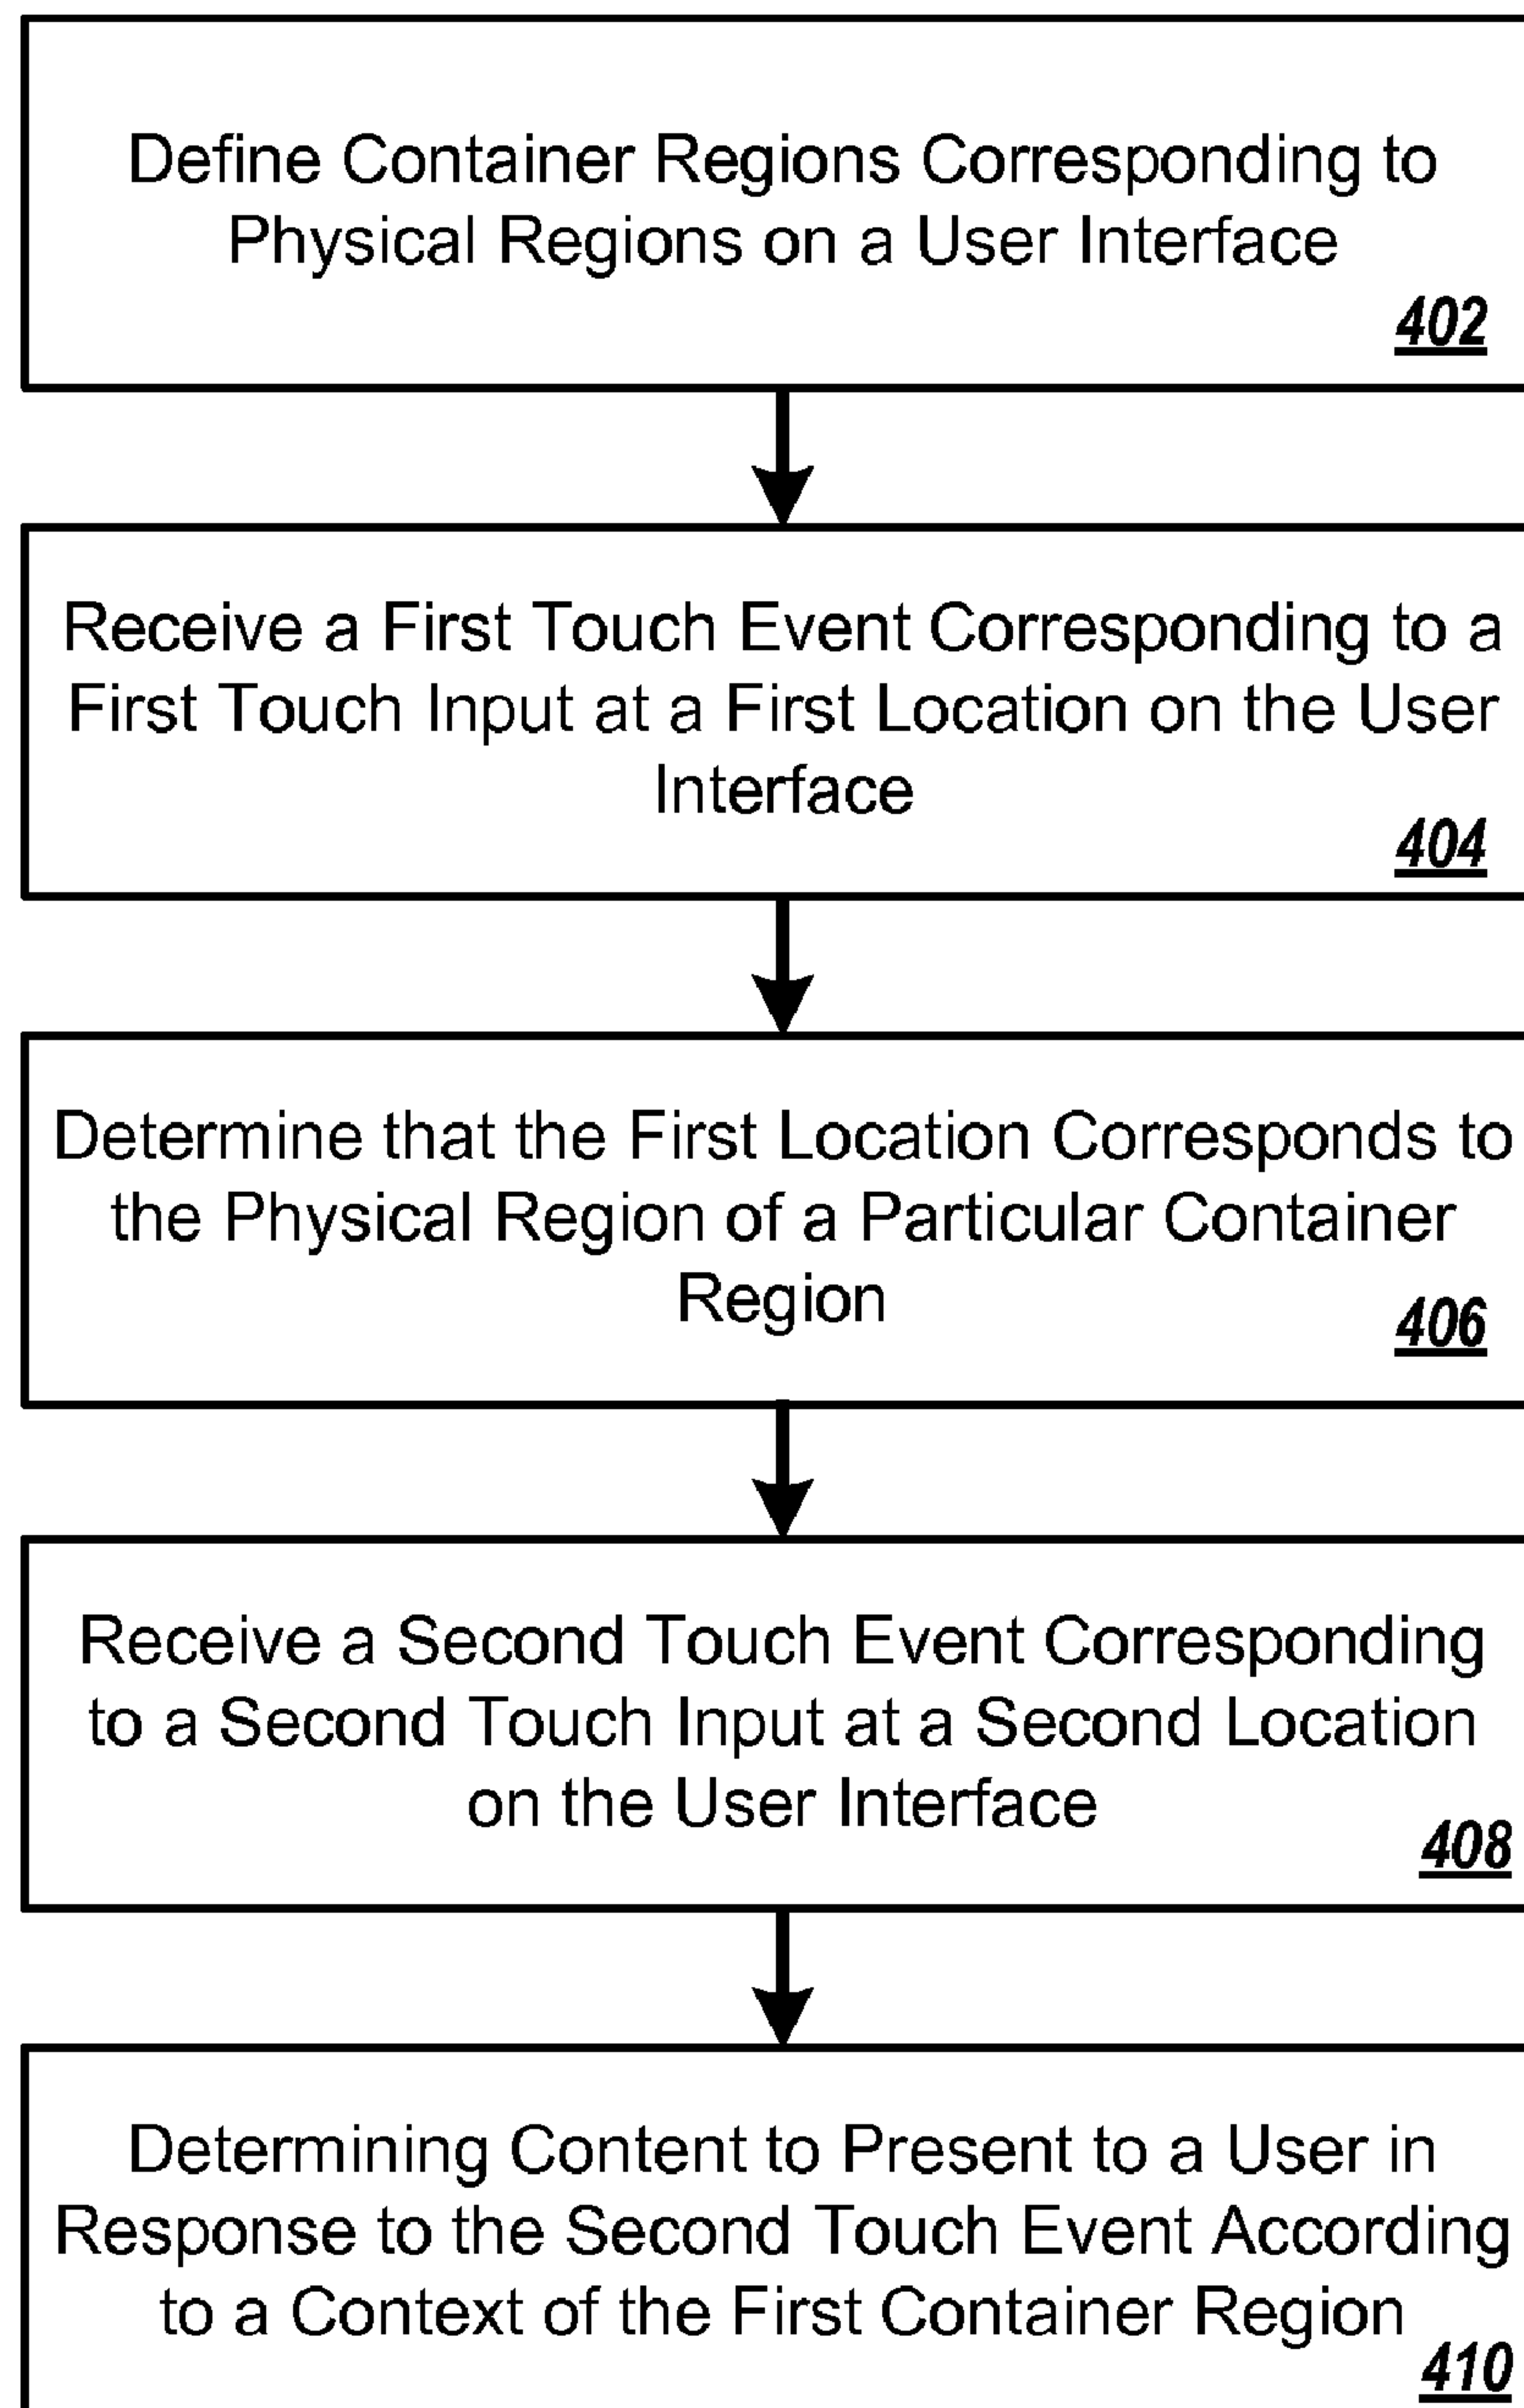 Define Container Regions Corresponding to
Physical Regions on a User Interface
402
Receive a First Touch Event Corresponding to a
First Touch Input at a First Location on the User
Interface
404
Determine that the First Location Corresponds to
the Physical Region of a Particular Container
Region
406
Receive a Second Touch Event Corresponding
to a Second Touch Input at a Second Location
on the User Interface
408
Determining Content to Present to a User in
Response to the Second Touch Event According
to a Context of the First Container Region
410